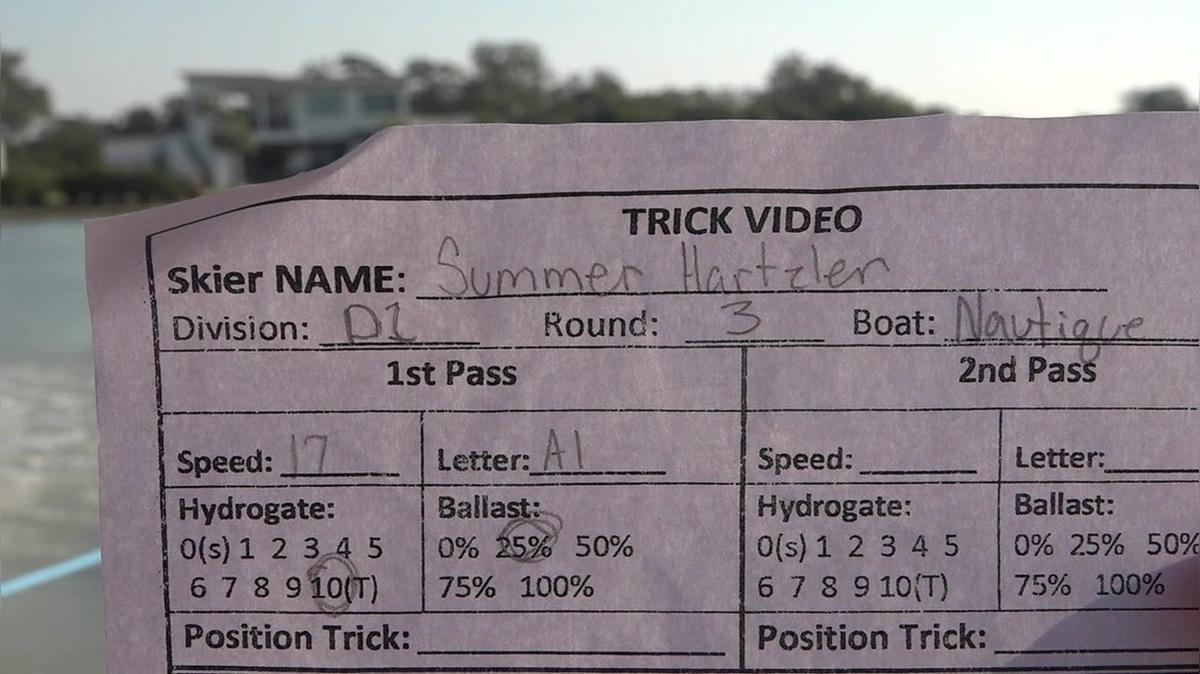 TRICK VIDEO
Skier NAME: Summer Hartzler
Division: D1 Round: 3 Boat: Nautique
1st Pass 2nd Pass
Speed: 17 Letter: A1 Speed: Letter:
Hydrogate: Ballast: Hydrogate: Ballast:
0(s) 1 2 3 4 5 0% 25% 50% 0(s) 1 2 3 4 5 0% 25% 50%
6 7 8 9 10(T) 75% 100% 6 7 8 9 10(T) 75% 100%
Position Trick: Position Trick: